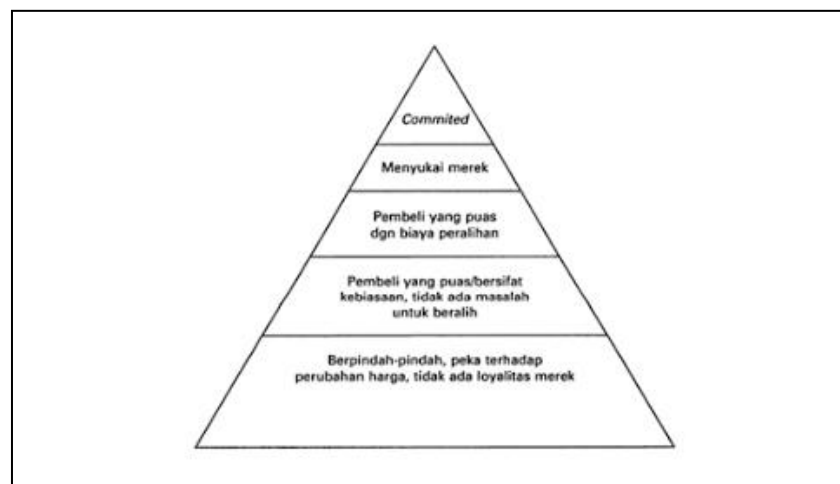 Commited
Menyukai merek
Pembeli yang puas
dgn biaya peralihan
Pembeli yang puas/bersifat
kebiasaan, tidak ada masalah
untuk beralih
Berpindah-pindah, peka terhadap
perubahan harga, tidak ada loyalitas merek